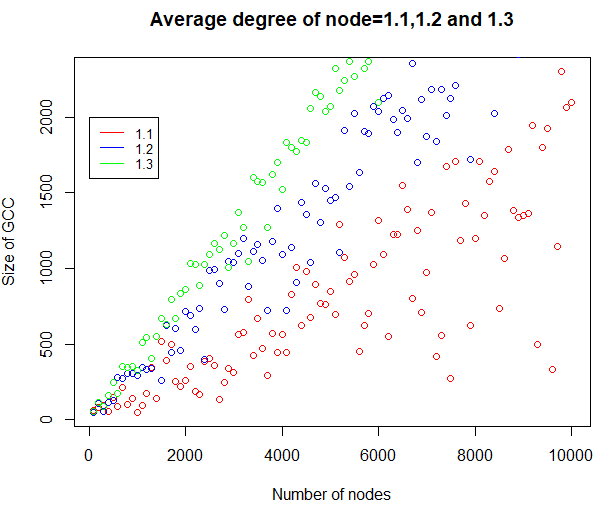 Average degree of node=1.1,1.2 and 1.3
Size of GCC
2000
1500
1000
500
0
1.1
1.2
1.3
0 2000 4000 6000 8000 10000
Number of nodes